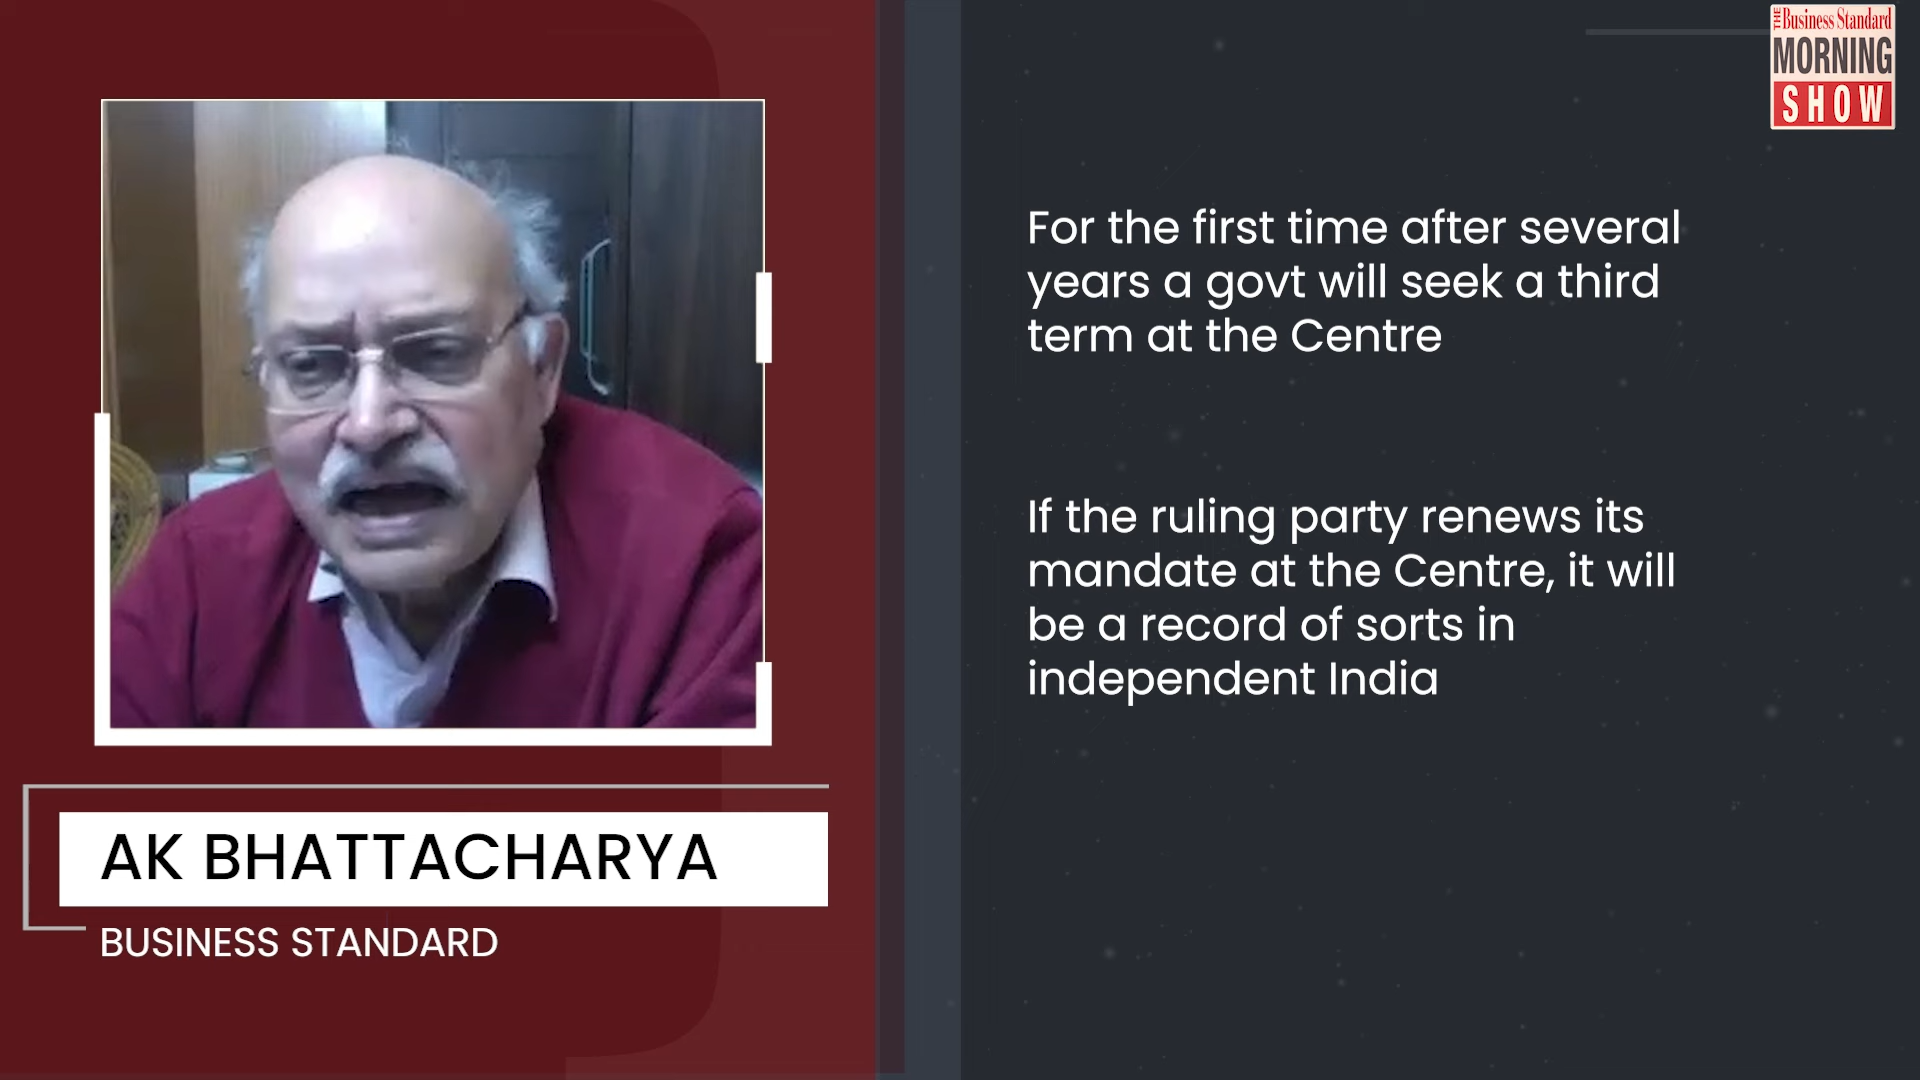 THE Business Standard
MORNING
SHOW
For the first time after several
years a govt will seek a third
term at the Centre
If the ruling party renews its
mandate at the Centre, it will
be a record of sorts in
independent India
AK BHATTACHARYA
BUSINESS STANDARD